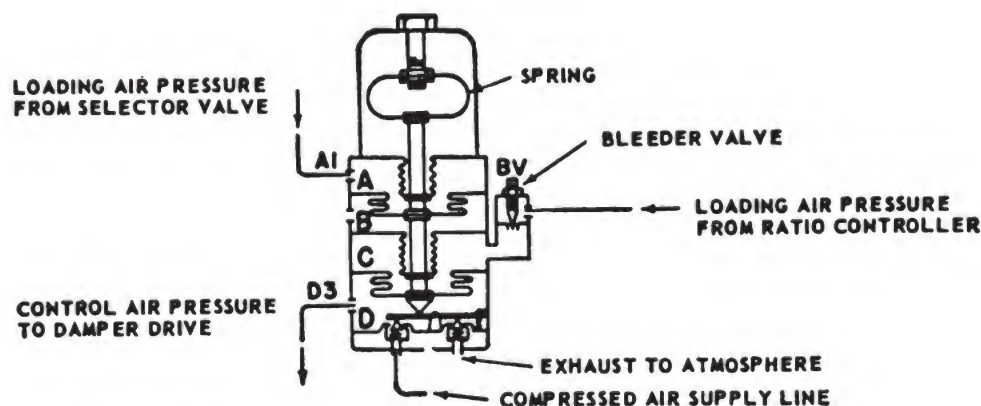 SPRING
LOADING AIR PRESSURE
FROM SELECTOR VALVE
BLEEDER VALVE
A1
BV
A
LOADING AIR PRESSURE
FROM RATIO CONTROLLER
B
C
D3
CONTROL AIR PRESSURE
TO DAMPER DRIVE
D
EXHAUST TO ATMOSPHERE
COMPRESSED AIR SUPPLY LINE